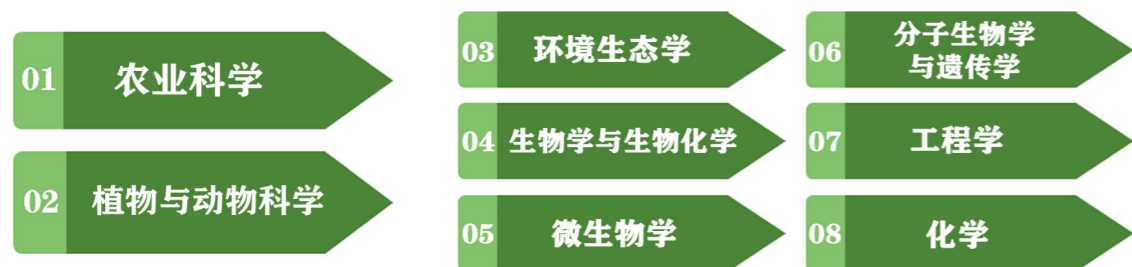 01 农业科学
02 植物与动物科学
03 环境生态学
04 生物学与生物化学
05 微生物学
06 分子生物学
与遗传学
07 工程学
08 化学